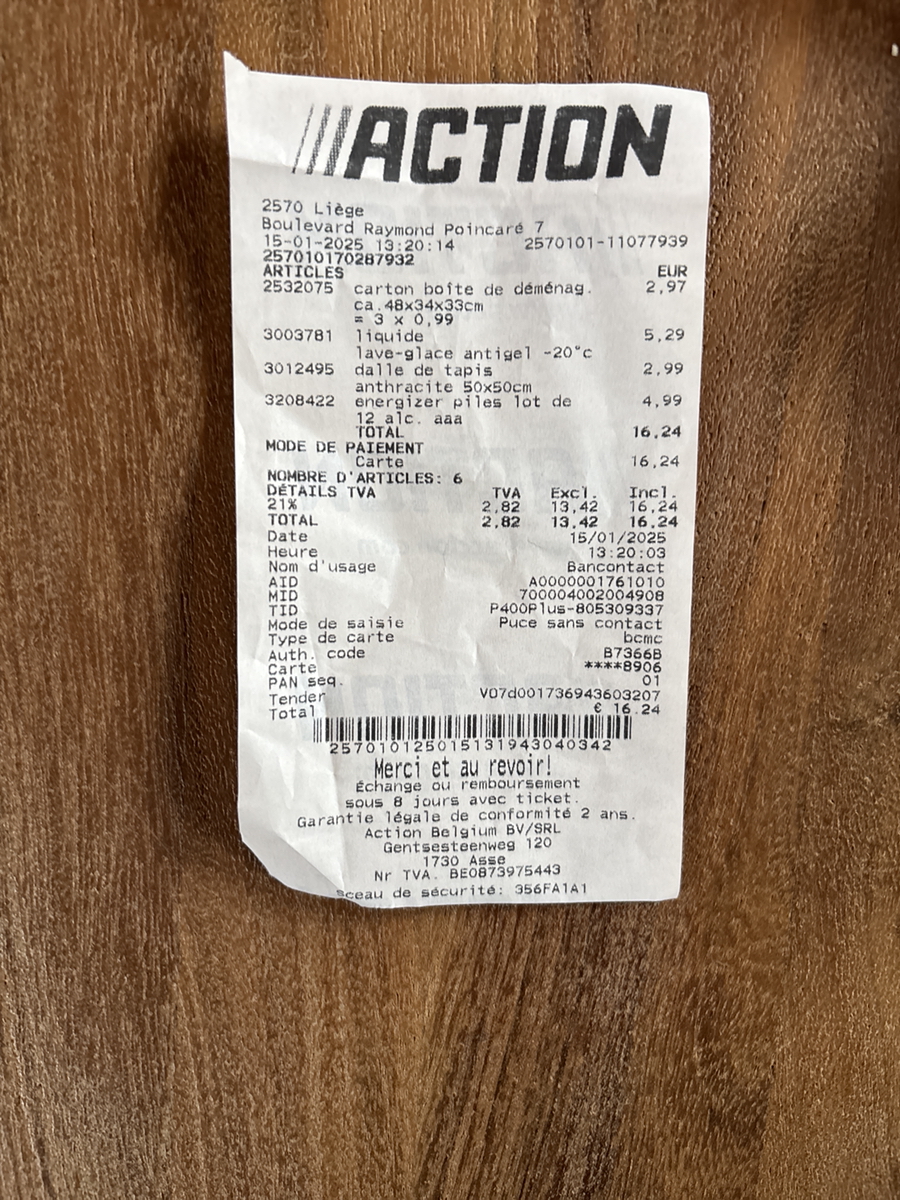 ///ACTION
2570 Liège
Boulevard Raymond Poincaré 7
15-01-2025 13:20:14 2570101-11077939
257010170287932
ARTICLES EUR
2532075 carton boîte de déménag. 2,97
ca.48x34x33cm
= 3 x 0,99
3003781 liquide 5,29
lave-glace antigel -20°c
3012495 dalle de tapis 2,99
anthracite 50x50cm
3208422 energizer piles lot de 4,99
12 alc. aaa
TOTAL 16,24
MODE DE PAIEMENT
Carte 16,24
NOMBRE D'ARTICLES: 6
DÉTAILS TVA TVA Excl. Incl.
21% 2,82 13,42 16,24
TOTAL 2,82 13,42 16,24
Date 15/01/2025
Heure 13:20:03
Nom d'usage Bancontact
AID A0000001761010
MID 700004002004908
TID P400Plus-805309337
Mode de saisie Puce sans contact
Type de carte bcmc
Auth. code B7366B
Carte ****8906
PAN seq. 01
Tender V07d001736943603207
Total € 16.24
2570101250151319430403​42
Merci et au revoir!
Échange ou remboursement
sous 8 jours avec ticket.
Garantie légale de conformité 2 ans.
Action Belgium BV/SRL
Gentsesteenweg 120
1730 Asse
Nr TVA. BE0873975443
Sceau de sécurité: 356FA1A1